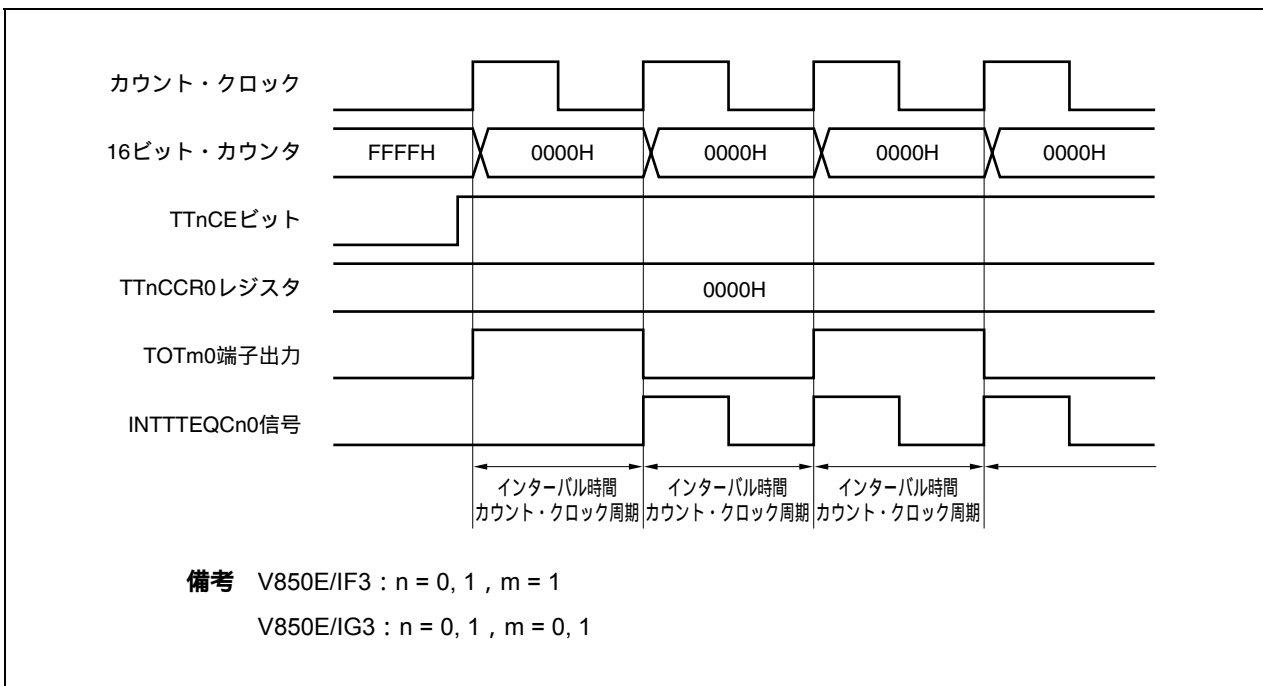 カウント・クロック
16ビット・カウンタ FFFFH 0000H 0000H 0000H 0000H
TTnCEビット
TTnCCR0レジスタ 0000H
TOTm0端子出力
INTTTEQCn0信号
インターバル時間 インターバル時間 インターバル時間
カウント・クロック周期 カウント・クロック周期 カウント・クロック周期
備考 V850E/IF3：n = 0, 1，m = 1
V850E/IG3：n = 0, 1，m = 0, 1